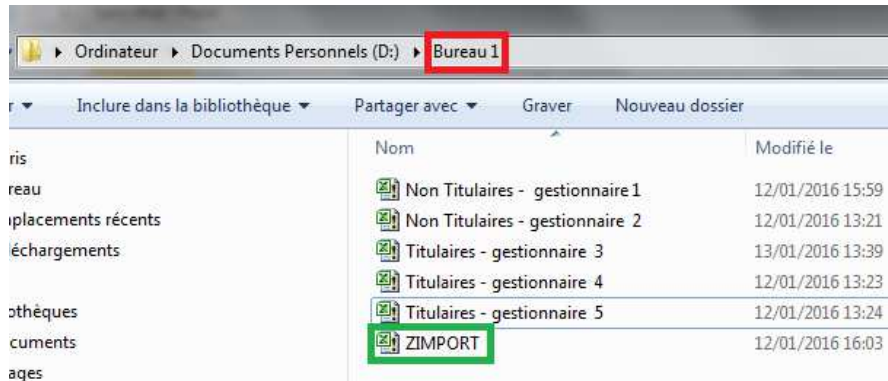 Ordinateur Documents Personnels (D:) Bureau 1
r Inclure dans la bibliothèque Partager avec Graver Nouveau dossier
Nom Modifié le
ris
reau
placements récents
léchargements
othèques
cuments
ages
Non Titulaires - gestionnaire 1 12/01/2016 15:59
Non Titulaires - gestionnaire 2 12/01/2016 13:21
Titulaires - gestionnaire 3 13/01/2016 13:39
Titulaires - gestionnaire 4 12/01/2016 13:23
Titulaires - gestionnaire 5 12/01/2016 13:24
ZIMPORT 12/01/2016 16:03